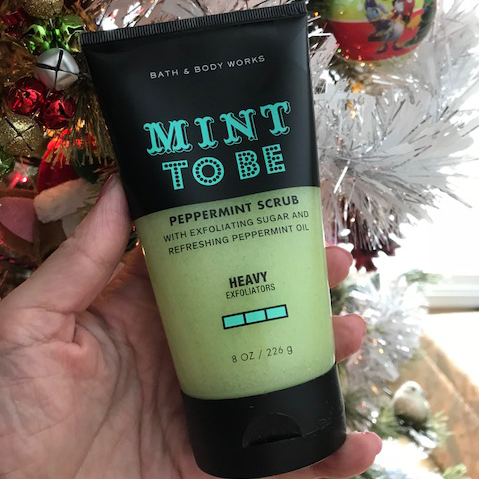 BATH & BODY WORKS
MINT
TO BE
PEPPERMINT SCRUB
WITH EXFOLIATING SUGAR AND
REFRESHING PEPPERMINT OIL
HEAVY
EXFOLIATORS
8 OZ / 226 g